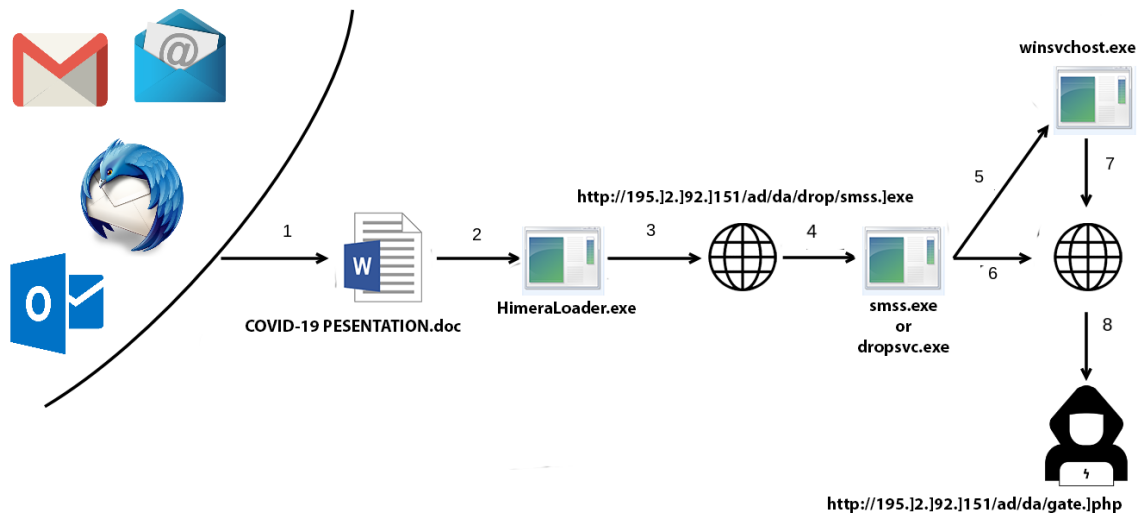 winsvchost.exe
@
5
7
http://195.]2.]92.]151/ad/da/drop/smss.]exe
1
2
3
4
6
W
O
HimeraLoader.exe
smss.exe
or
dropsvc.exe
COVID-19 PESENTATION.doc
8
http://195.]2.]92.]151/ad/da/gate.]php